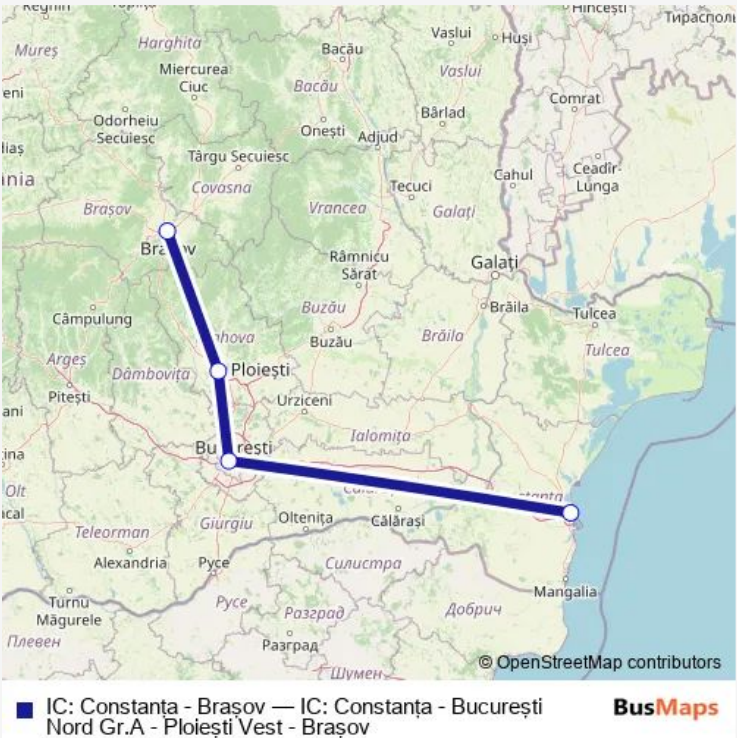 Reghin
Hîncești
Тирасполь
Mureș
Harghita
Bacău
Vaslui
Huși
Miercurea
Ciuc
Bacău
Vaslui
Comrat
Odorheiu
Secuiesc
Onești
Adjud
Bârlad
Târgu Secuiesc
Covasna
Tecuci
Cahul
Ceadîr-
Lunga
Brașov
Vrancea
Galați
Râmnicu
Sărat
Galați
Câmpulung
Buzău
Brăila
Tulcea
Buzău
Brăila
Tulcea
Argeș
Dâmbovița
Ploiești
Pitești
Urziceni
Ialomița
Olt
Giurgiu
Oltenița
Călărași
Teleorman
Alexandria
Русе
Силистра
Mangalia
Turnu
Măgurele
Русе
Разград
Добрич
Плевен
Разград
Шумен
© OpenStreetMap contributors
IC: Constanța - Brașov — IC: Constanța - București
Nord Gr.A - Ploiești Vest - Brașov
BusMaps